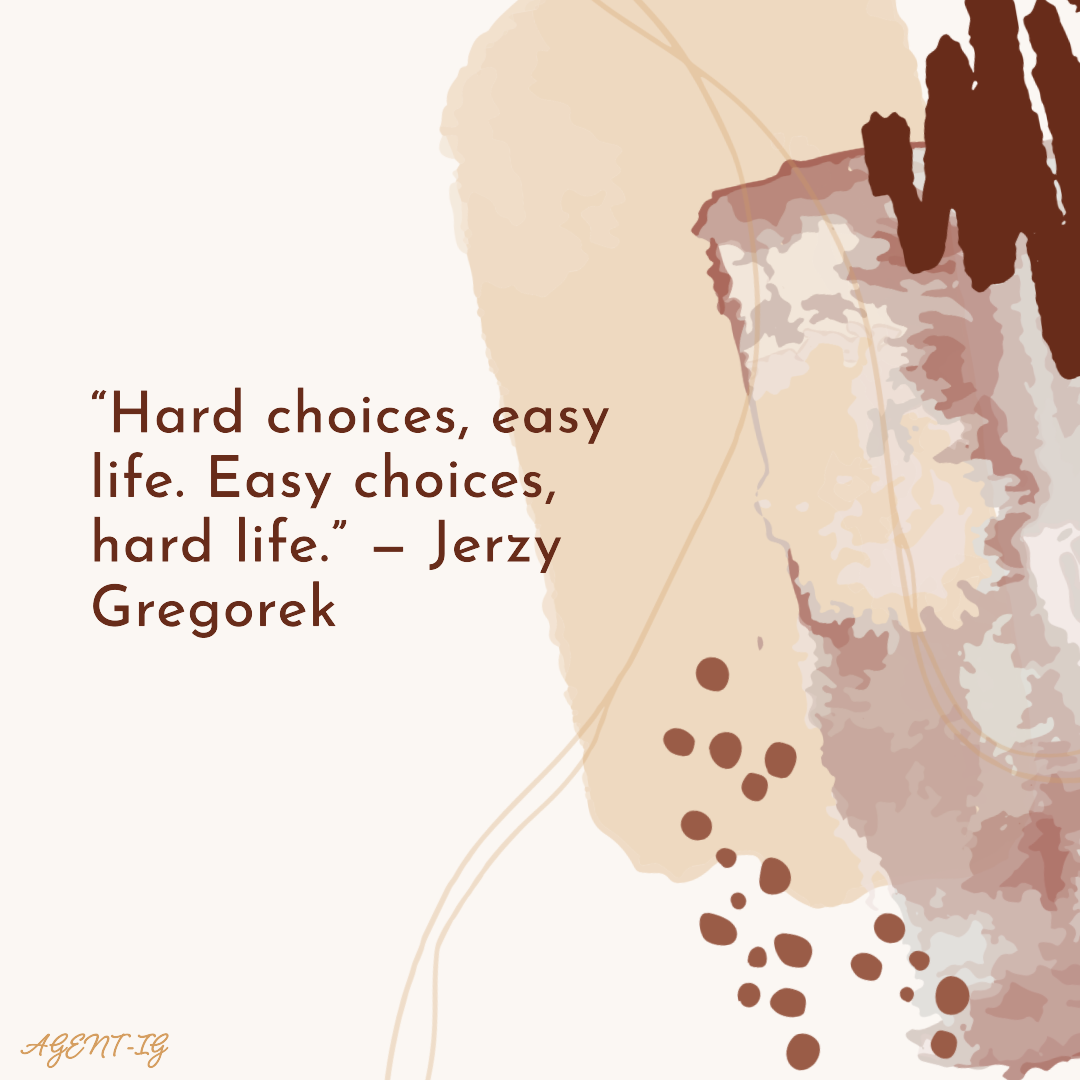 “Hard choices, easy
life. Easy choices,
hard life.” – Jerzy
Gregorek
AGENT-IG